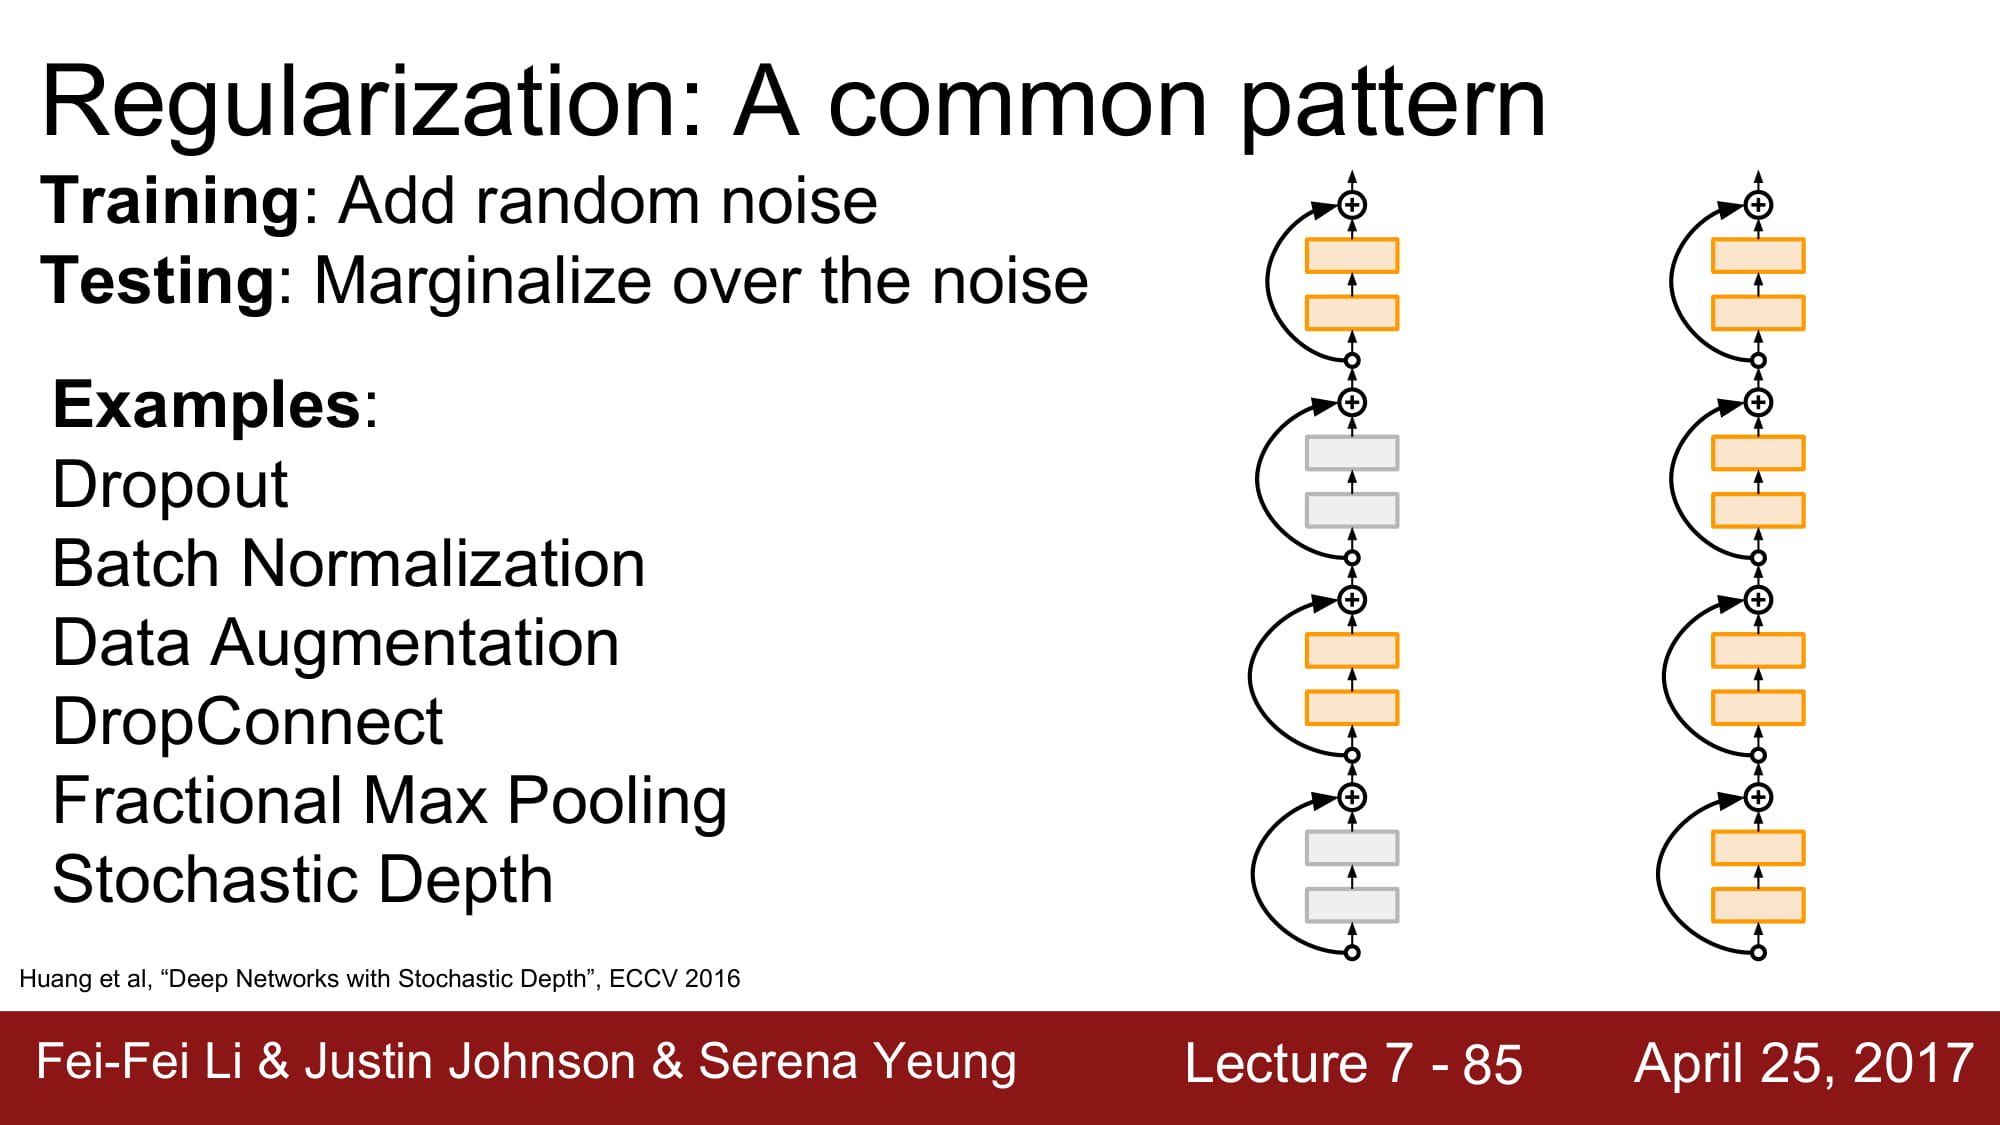 Regularization: A common pattern
Training: Add random noise
Testing: Marginalize over the noise
Examples:
Dropout
Batch Normalization
Data Augmentation
DropConnect
Fractional Max Pooling
Stochastic Depth
Huang et al, “Deep Networks with Stochastic Depth”, ECCV 2016
Fei-Fei Li & Justin Johnson & Serena Yeung
Lecture 7 - 85
April 25, 2017